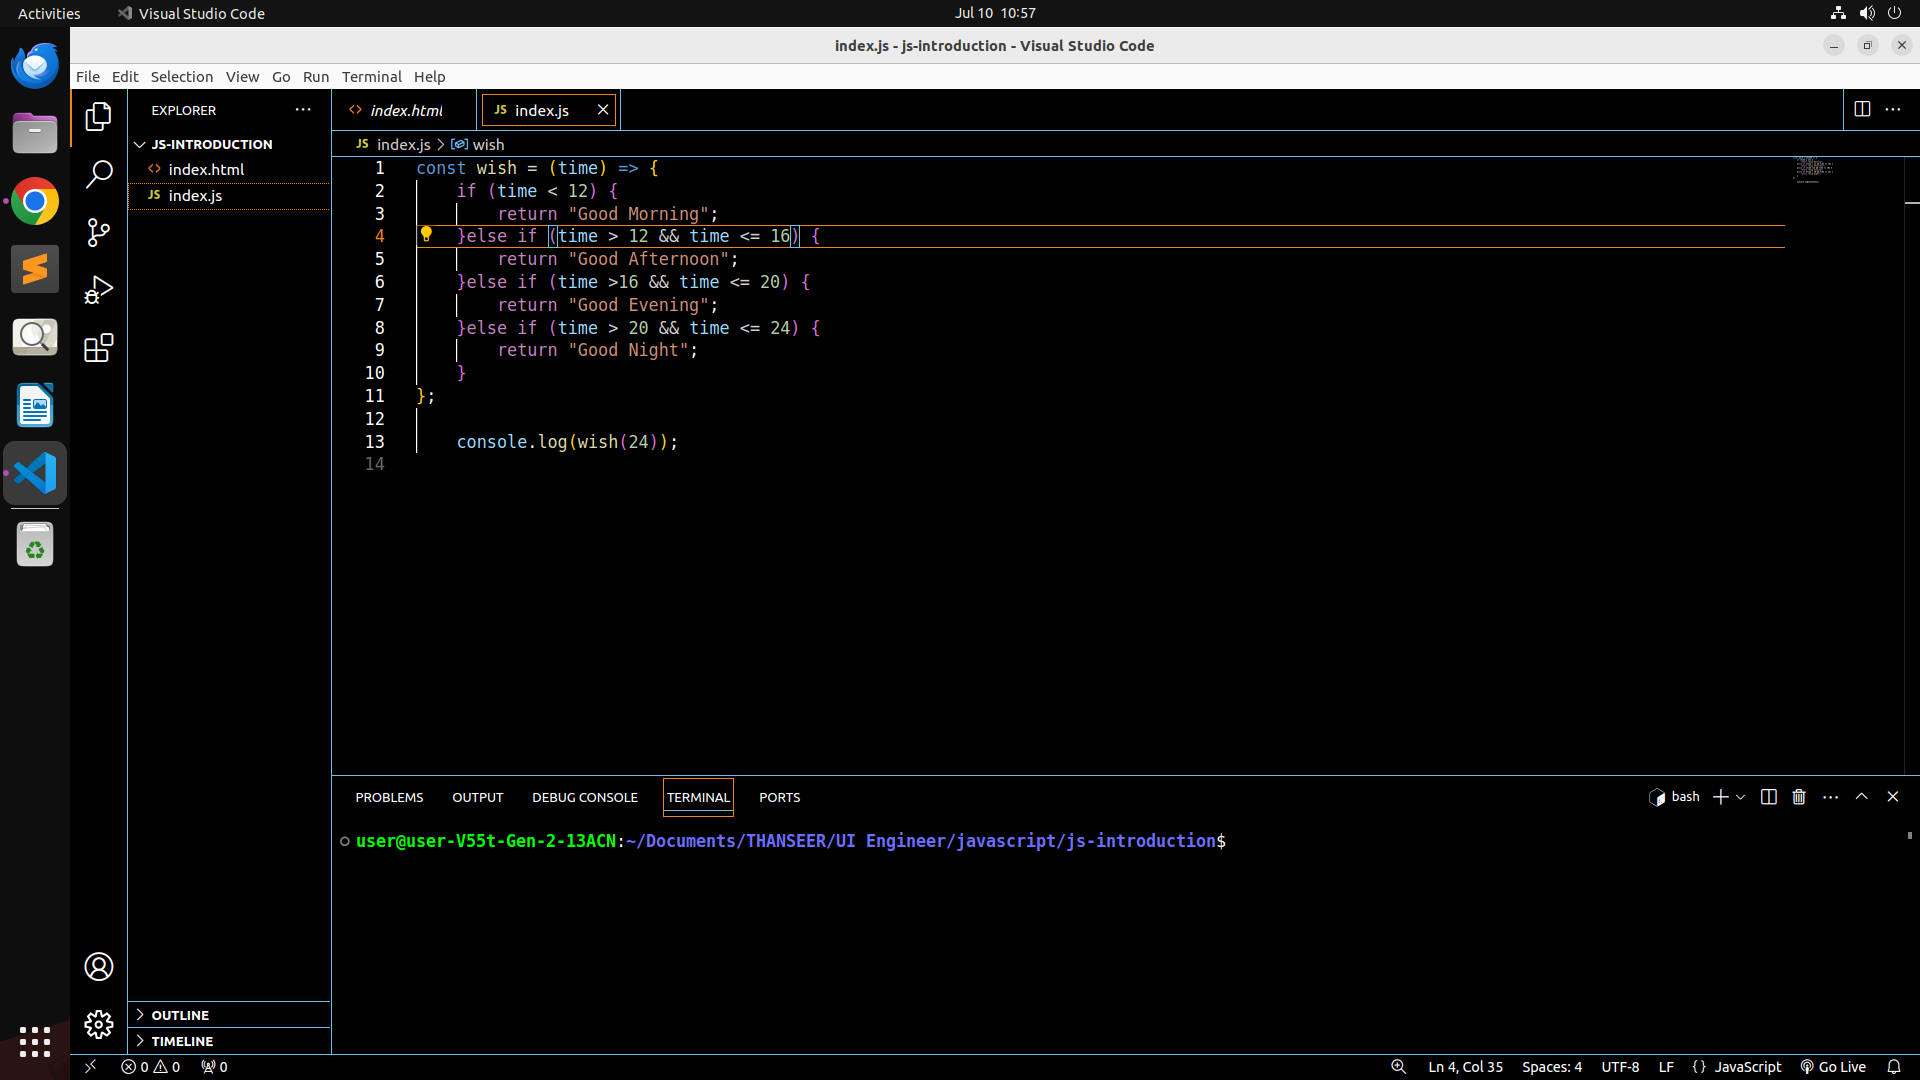 Activities
Visual Studio Code
Jul 10 10:57
index.js - js-introduction - Visual Studio Code
File Edit Selection View Go Run Terminal Help
EXPLORER
JS-INTRODUCTION
<> index.html
JS index.js
OUTLINE
TIMELINE
<> index.html
JS index.js
JS index.js > wish
1 const wish = (time) => {
2 if (time < 12) {
3 return "Good Morning";
4 }else if (time > 12 && time <= 16) {
5 return "Good Afternoon";
6 }else if (time >16 && time <= 20) {
7 return "Good Evening";
8 }else if (time > 20 && time <= 24) {
9 return "Good Night";
10 }
11 };
12
13 console.log(wish(24));
14
PROBLEMS OUTPUT DEBUG CONSOLE TERMINAL PORTS
bash
user@user-V55t-Gen-2-13ACN:~/Documents/THANSEER/UI Engineer/javascript/js-introduction$
0 0 0
Ln 4, Col 35 Spaces: 4 UTF-8 LF {} JavaScript Go Live